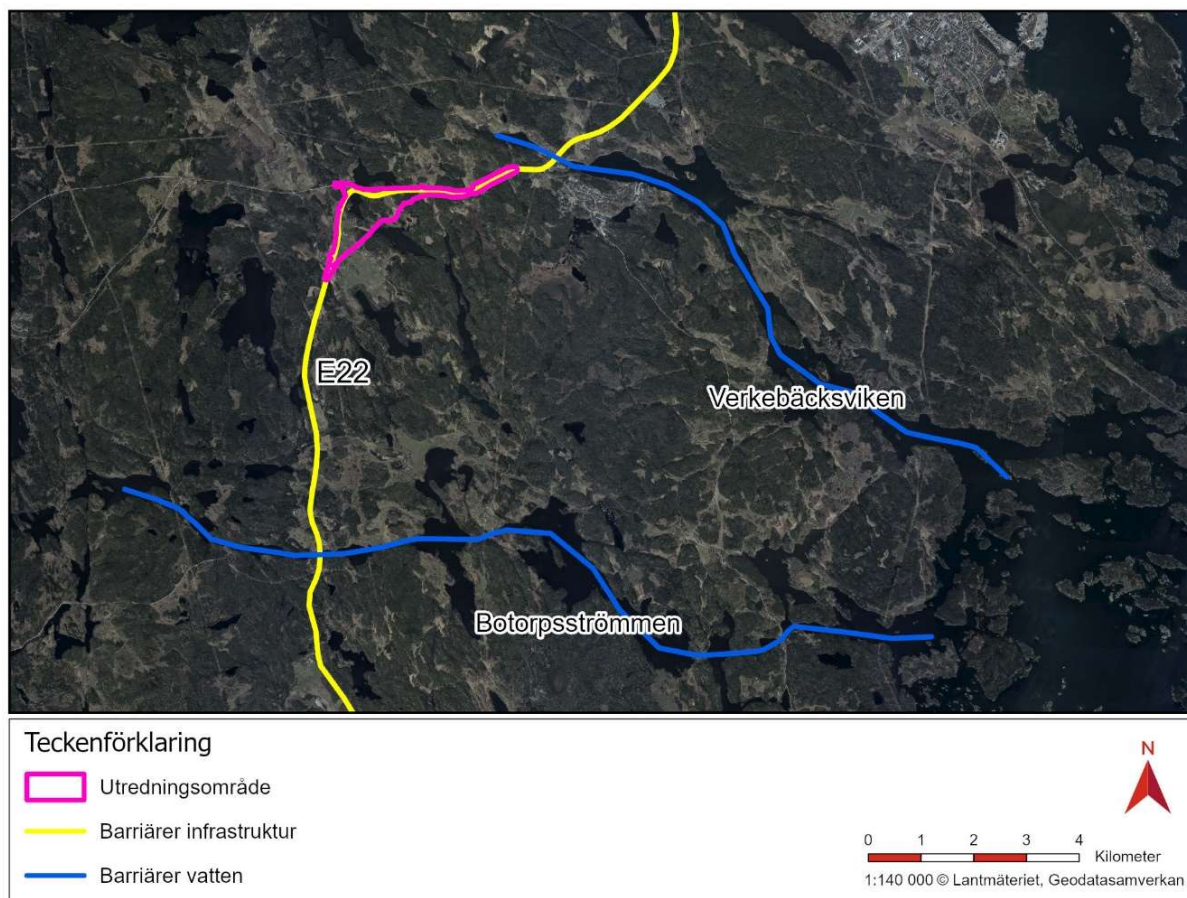 E22
Verkebäcksviken
Botorpsströmmen
Teckenförklaring
Utredningsområde
Barriärer infrastruktur
Barriärer vatten
N
0 1 2 3 4
Kilometer
1:140 000 © Lantmäteriet, Geodatasamverkan